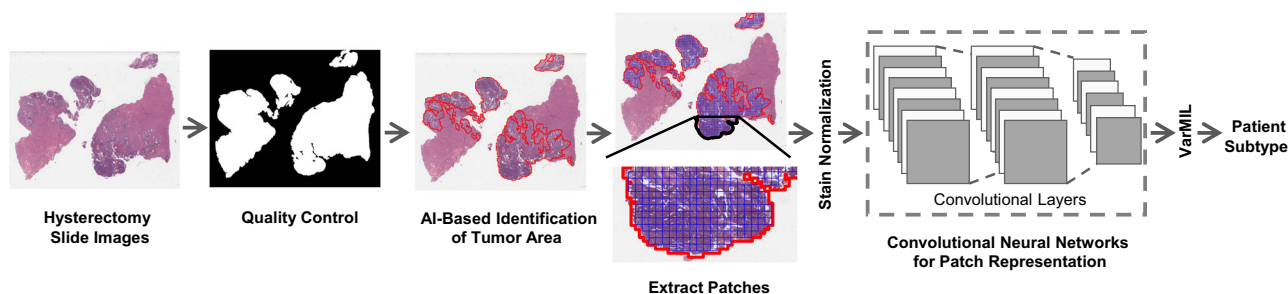 Hysterectomy
Slide Images
Quality Control
AI-Based Identification
of Tumor Area
Extract Patches
Stain Normalization
Convolutional Layers
Convolutional Neural Networks
for Patch Representation
VarMIL
Patient
Subtype